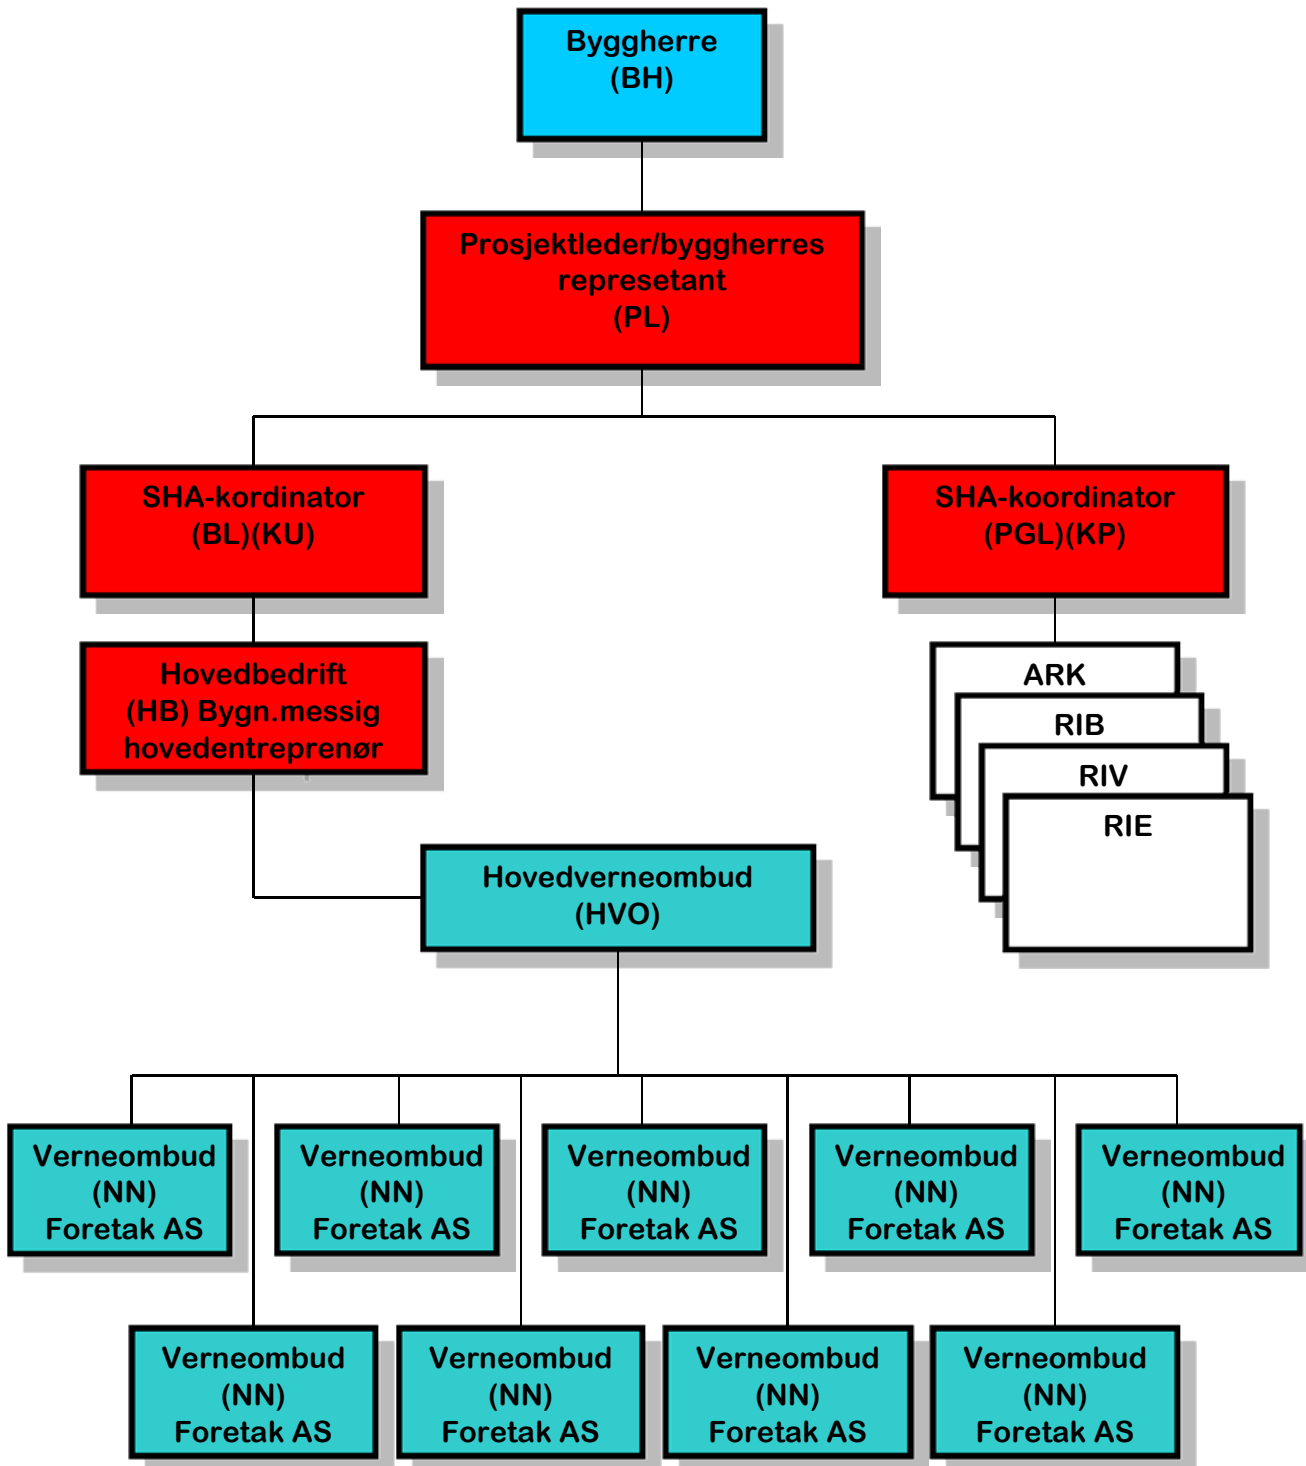 Byggherre
(BH)
Prosjektleder/byggherres
represetant
(PL)
SHA-kordinator
(BL)(KU)
SHA-koordinator
(PGL)(KP)
Hovedbedrift
(HB) Bygn.messig
hovedentreprenør
ARK
RIB
RIV
RIE
Hovedverneombud
(HVO)
Verneombud
(NN)
Foretak AS
Verneombud
(NN)
Foretak AS
Verneombud
(NN)
Foretak AS
Verneombud
(NN)
Foretak AS
Verneombud
(NN)
Foretak AS
Verneombud
(NN)
Foretak AS
Verneombud
(NN)
Foretak AS
Verneombud
(NN)
Foretak AS
Verneombud
(NN)
Foretak AS